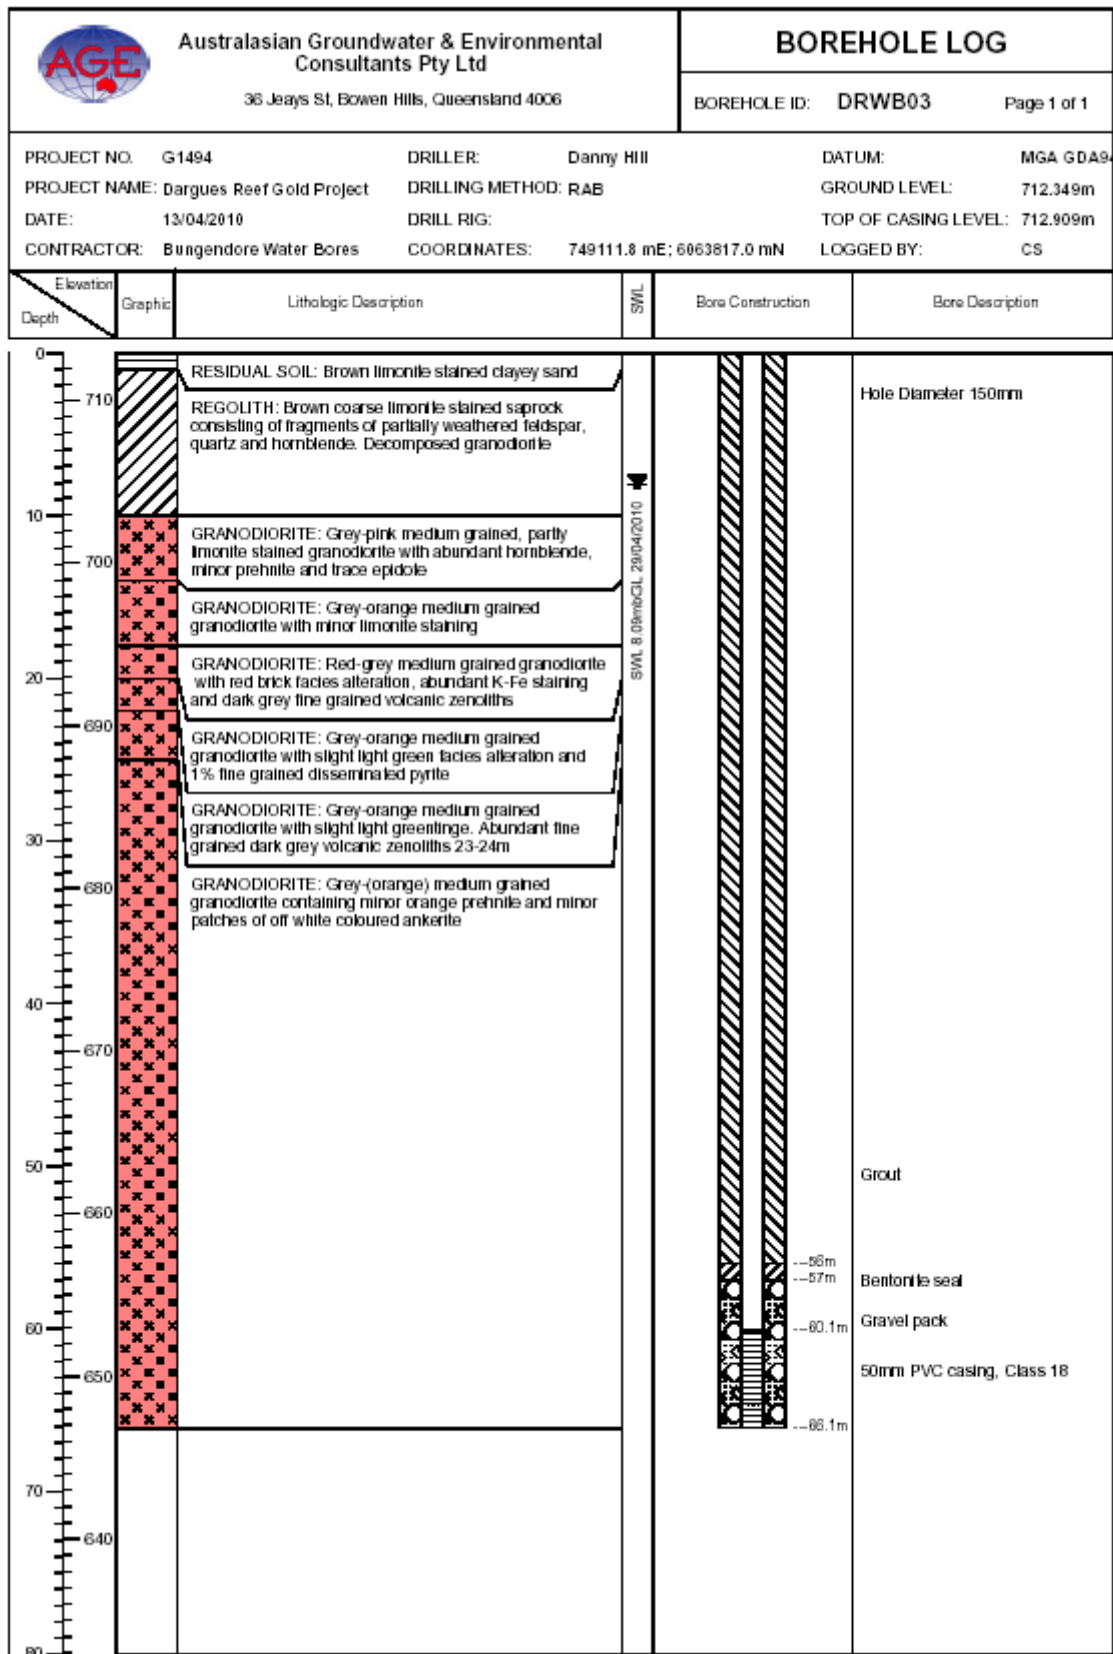 AGE
Australasian Groundwater & Environmental
Consultants Pty Ltd
36 Jeays St, Bowen Hills, Queensland 4006
BOREHOLE LOG
BOREHOLE ID: DRWB03 Page 1 of 1
PROJECT NO. G1494 DRILLER: Danny Hill DATUM: MGA GDA94
PROJECT NAME: Dargues Reef Gold Project DRILLING METHOD: RAB GROUND LEVEL: 712.349m
DATE: 13/04/2010 DRILL RIG: TOP OF CASING LEVEL: 712.909m
CONTRACTOR: Bungendore Water Bores COORDINATES: 749111.8 mE; 6063817.0 mN LOGGED BY: CS
Elevation
Depth
Graphic
Lithologic Description
SWL
Bore Construction
Bore Description
0
RESIDUAL SOIL: Brown limonite stained clayey sand
710
Hole Diameter 150mm
REGOLITH: Brown coarse limonite stained saprock
consisting of fragments of partially weathered feldspar,
quartz and hornblende. Decomposed granodiorite
SWL 8.09mbGL 29/04/2010
10
GRANODIORITE: Grey-pink medium grained, partly
limonite stained granodiorite with abundant hornblende,
minor prehnite and trace epidote
700
GRANODIORITE: Grey-orange medium grained
granodiorite with minor limonite staining
GRANODIORITE: Red-grey medium grained granodiorite
with red brick facies alteration, abundant K-Fe staining
and dark grey fine grained volcanic zenoliths
20
690
GRANODIORITE: Grey-orange medium grained
granodiorite with slight light green facies alteration and
1% fine grained disseminated pyrite
GRANODIORITE: Grey-orange medium grained
granodiorite with slight light greentinge. Abundant fine
grained dark grey volcanic zenoliths 23-24m
30
680
GRANODIORITE: Grey-(orange) medium grained
granodiorite containing minor orange prehnite and minor
patches of off white coloured ankerite
40
670
50
Grout
660
---56m
---57m
Bentonite seal
Gravel pack
60
---60.1m
650
50mm PVC casing, Class 18
---66.1m
70
640
80